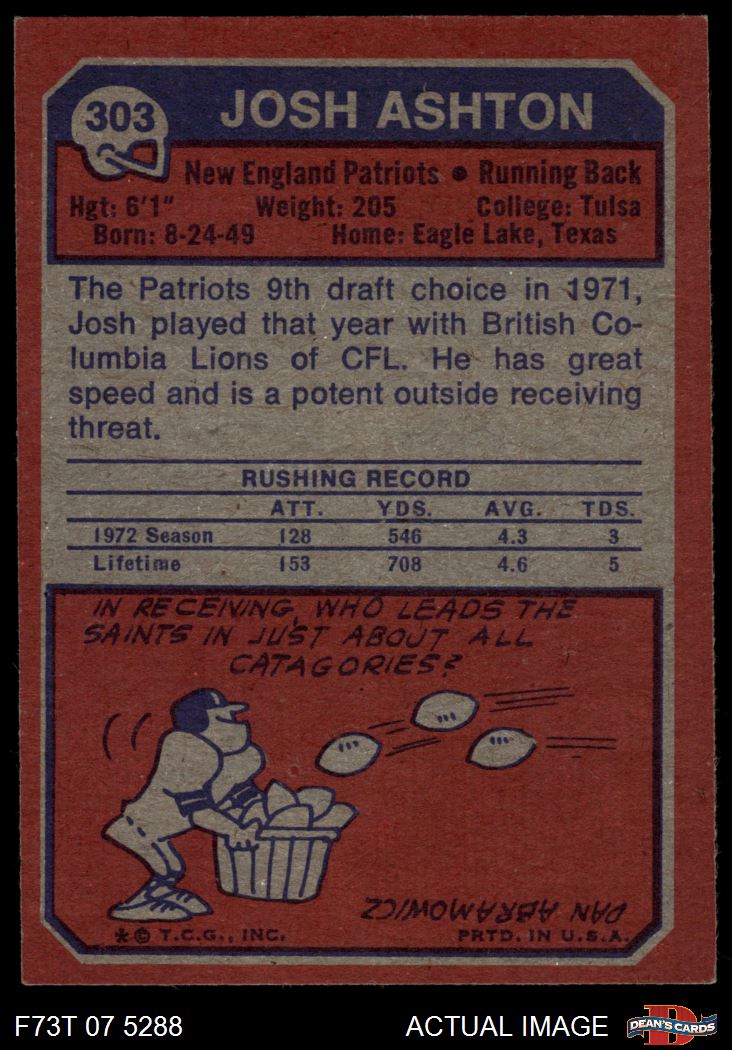 303
JOSH ASHTON
New England Patriots • Running Back
Hgt: 6'1" Weight: 205 College: Tulsa
Born: 8-24-49 Home: Eagle Lake, Texas
The Patriots 9th draft choice in 1971,
Josh played that year with British Co-
lumbia Lions of CFL. He has great
speed and is a potent outside receiving
threat.
RUSHING RECORD
ATT. YDS. AVG. TDS.
1972 Season 128 546 4.3 3
Lifetime 153 708 4.6 5
IN RECEIVING, WHO LEADS THE
SAINTS IN JUST ABOUT ALL
CATAGORIES?
DAN ABRAMOWICZ
*© T.C.G., INC. PRTD. IN U.S.A.
F73T 07 5288 ACTUAL IMAGE
D
DEAN'S CARDS